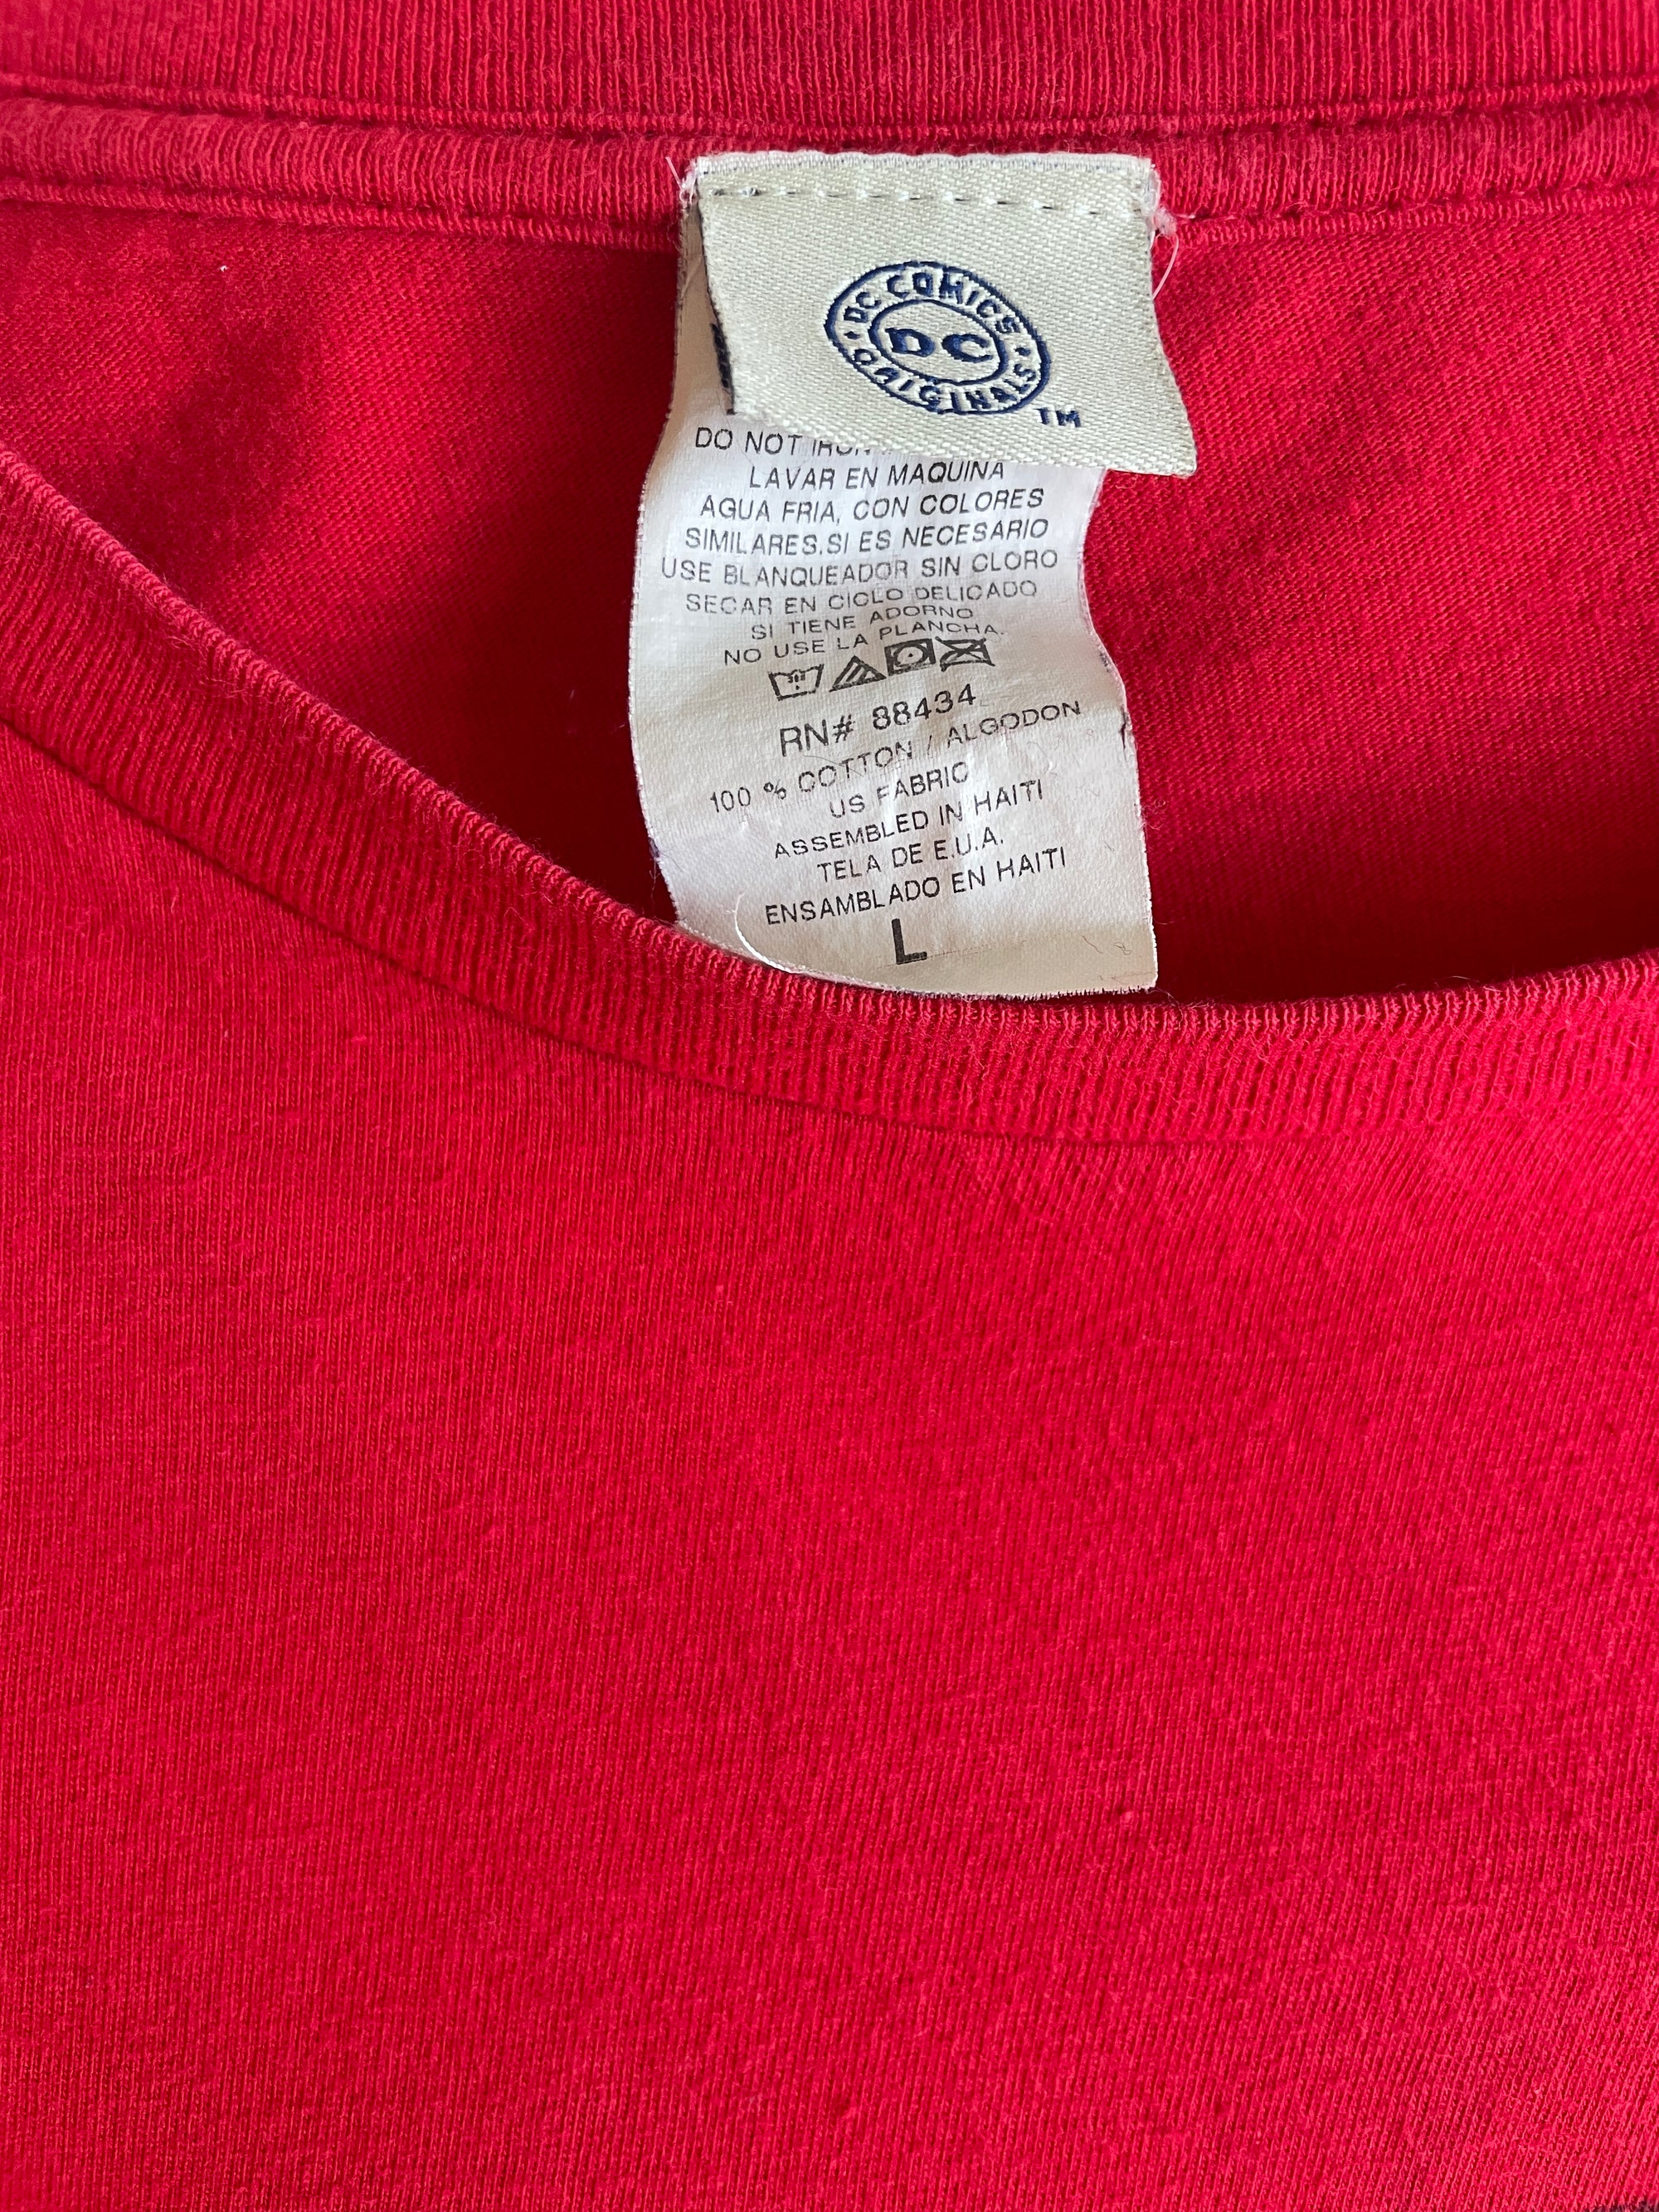 DC COMICS
DC
ORIGINALS
TM
DO NOT IRON
LAVAR EN MAQUINA
AGUA FRIA, CON COLORES
SIMILARES.SI ES NECESARIO
USE BLANQUEADOR SIN CLORO
SECAR EN CICLO DELICADO
SI TIENE ADORNO
NO USE LA PLANCHA.
RN# 88434
100 % COTTON / ALGODON
US FABRIC
ASSEMBLED IN HAITI
TELA DE E.U.A.
ENSAMBLADO EN HAITI
L